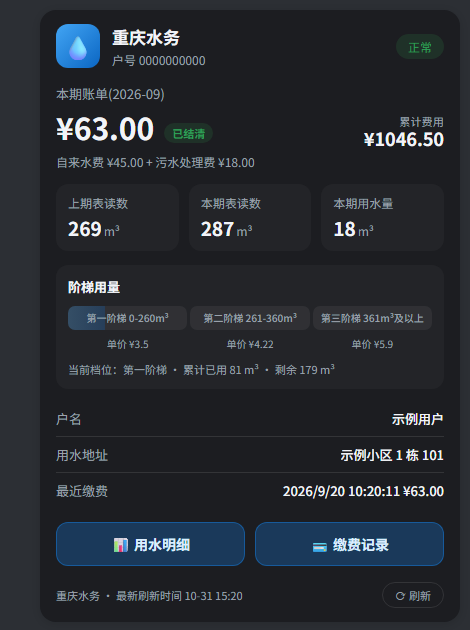 重庆水务
户号 0000000000
正常
本期账单(2026-09)
¥63.00 已结清
累计费用
¥1046.50
自来水费 ¥45.00 + 污水处理费 ¥18.00
上期表读数
269 m³
本期表读数
287 m³
本期用水量
18 m³
阶梯用量
第一阶梯 0-260m³ 第二阶梯 261-360m³ 第三阶梯 361m³及以上
单价 ¥3.5 单价 ¥4.22 单价 ¥5.9
当前档位：第一阶梯 • 累计已用 81 m³ • 剩余 179 m³
户名 示例用户
用水地址 示例小区 1 栋 101
最近缴费 2026/9/20 10:20:11 ¥63.00
用水明细 缴费记录
重庆水务 • 最新刷新时间 10-31 15:20 刷新